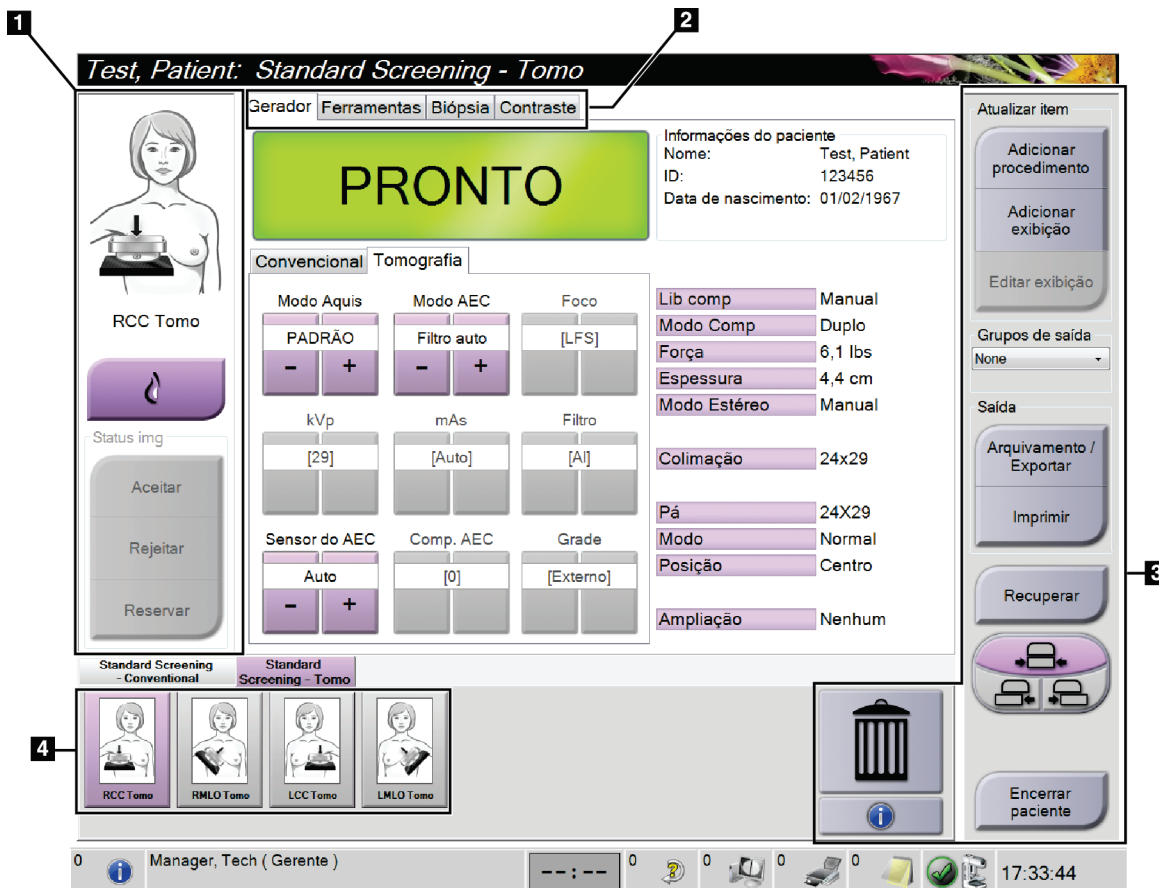 1
2
Test, Patient: Standard Screening - Tomo
Gerador Ferramentas Biópsia Contraste
PRONTO
Informações do paciente
Nome: Test, Patient
ID: 123456
Data de nascimento: 01/02/1967
RCC Tomo
Status img
Aceitar
Rejeitar
Reservar
Convencional Tomografia
Modo Aquis Modo AEC Foco
PADRÃO Filtro auto [LFS]
- + - +
kVp mAs Filtro
[29] [Auto] [Al]
Sensor do AEC Comp. AEC Grade
Auto [0] [Externo]
- +
Lib comp Manual
Modo Comp Duplo
Força 6,1 lbs
Espessura 4,4 cm
Modo Estéreo Manual
Colimação 24x29
Pá 24X29
Modo Normal
Posição Centro
Ampliação Nenhum
Atualizar item
Adicionar
procedimento
Adicionar
exibição
Editar exibição
Grupos de saída
None
Saída
Arquivamento /
Exportar
Imprimir
3
Recuperar
Encerrar
paciente
Standard Screening
- Conventional
Standard
Screening - Tomo
4
RCC Tomo RMLO Tomo LCC Tomo LMLO Tomo
i
0 i Manager, Tech ( Gerente ) --:-- 0 ? 0 0 0 17:33:44